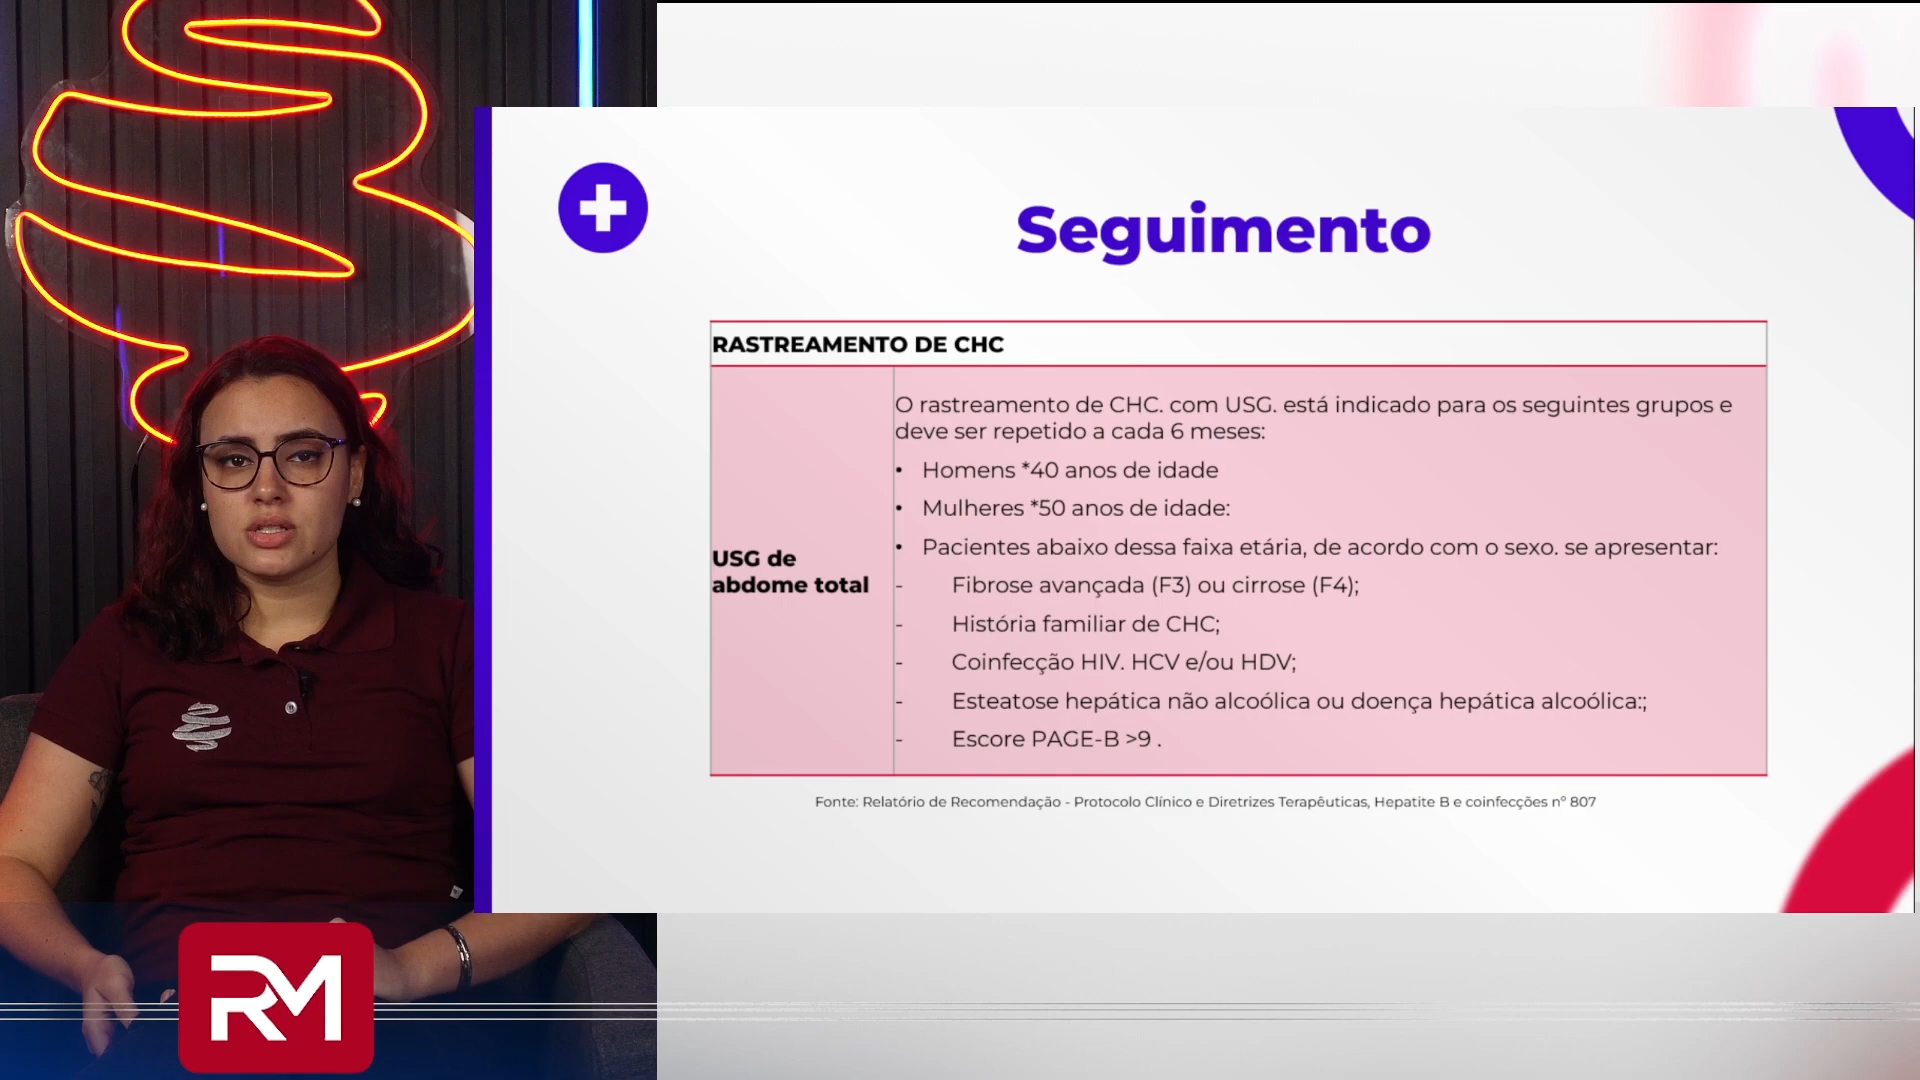 Seguimento
RASTREAMENTO DE CHC
USG de
abdome total
O rastreamento de CHC. com USG. está indicado para os seguintes grupos e
deve ser repetido a cada 6 meses:
• Homens *40 anos de idade
• Mulheres *50 anos de idade:
• Pacientes abaixo dessa faixa etária, de acordo com o sexo. se apresentar:
- Fibrose avançada (F3) ou cirrose (F4);
- História familiar de CHC;
- Coinfecção HIV. HCV e/ou HDV;
- Esteatose hepática não alcoólica ou doença hepática alcoólica:;
- Escore PAGE-B >9 .
Fonte: Relatório de Recomendação - Protocolo Clínico e Diretrizes Terapêuticas, Hepatite B e coinfecções nº 807
RM